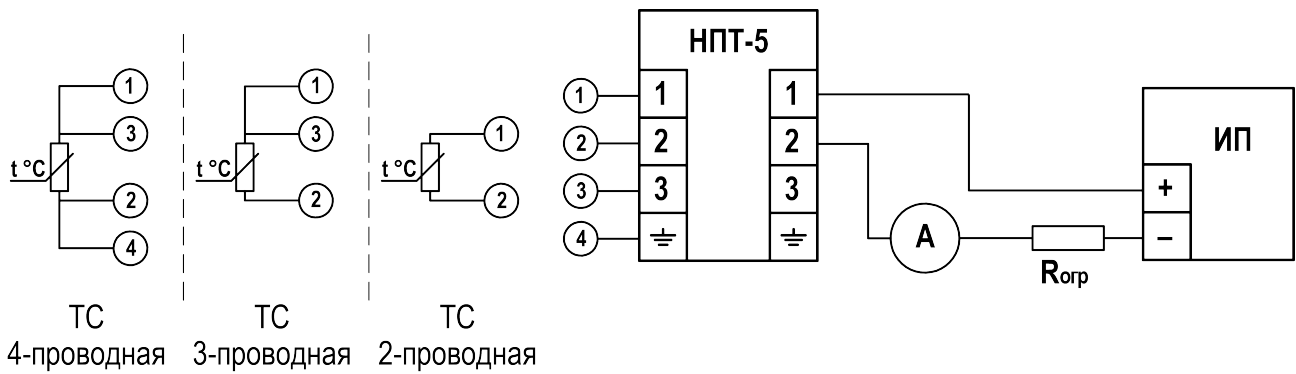 1
3
t °C
2
4
ТС
4-проводная
1
3
t °C
2
ТС
3-проводная
1
t °C
2
ТС
2-проводная
НПТ-5
1 1 1
2 2 2
3 3 3
4
ИП
+
–
А
Rогр